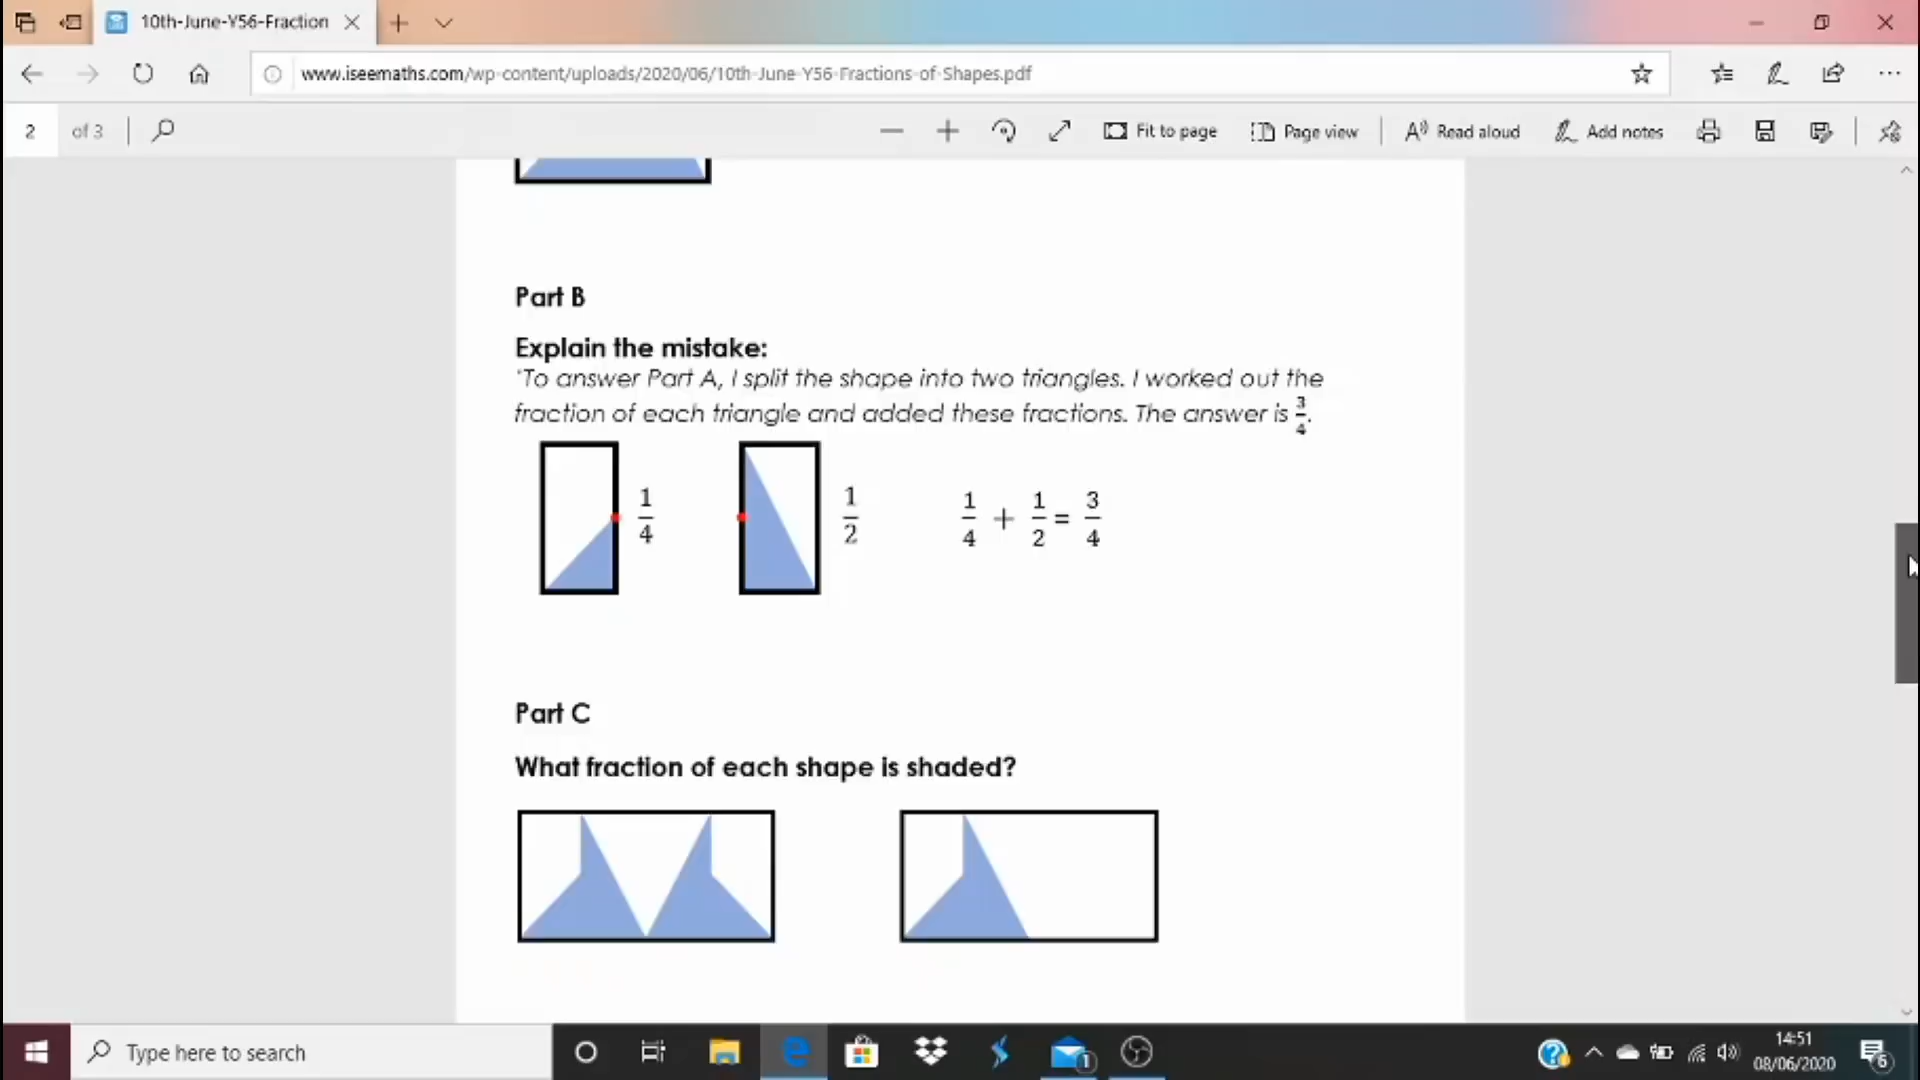 10th-June-Y56-Fraction
www.iseemaths.com/wp-content/uploads/2020/06/10th-June-Y56-Fractions-of-Shapes.pdf
2 of 3
Fit to page
Page view
Read aloud
Add notes
Part B
Explain the mistake:
'To answer Part A, I split the shape into two triangles. I worked out the
fraction of each triangle and added these fractions. The answer is 3/4.
1/4
1/2
1/4 + 1/2 = 3/4
Part C
What fraction of each shape is shaded?
Type here to search
1
14:51
08/06/2020
6